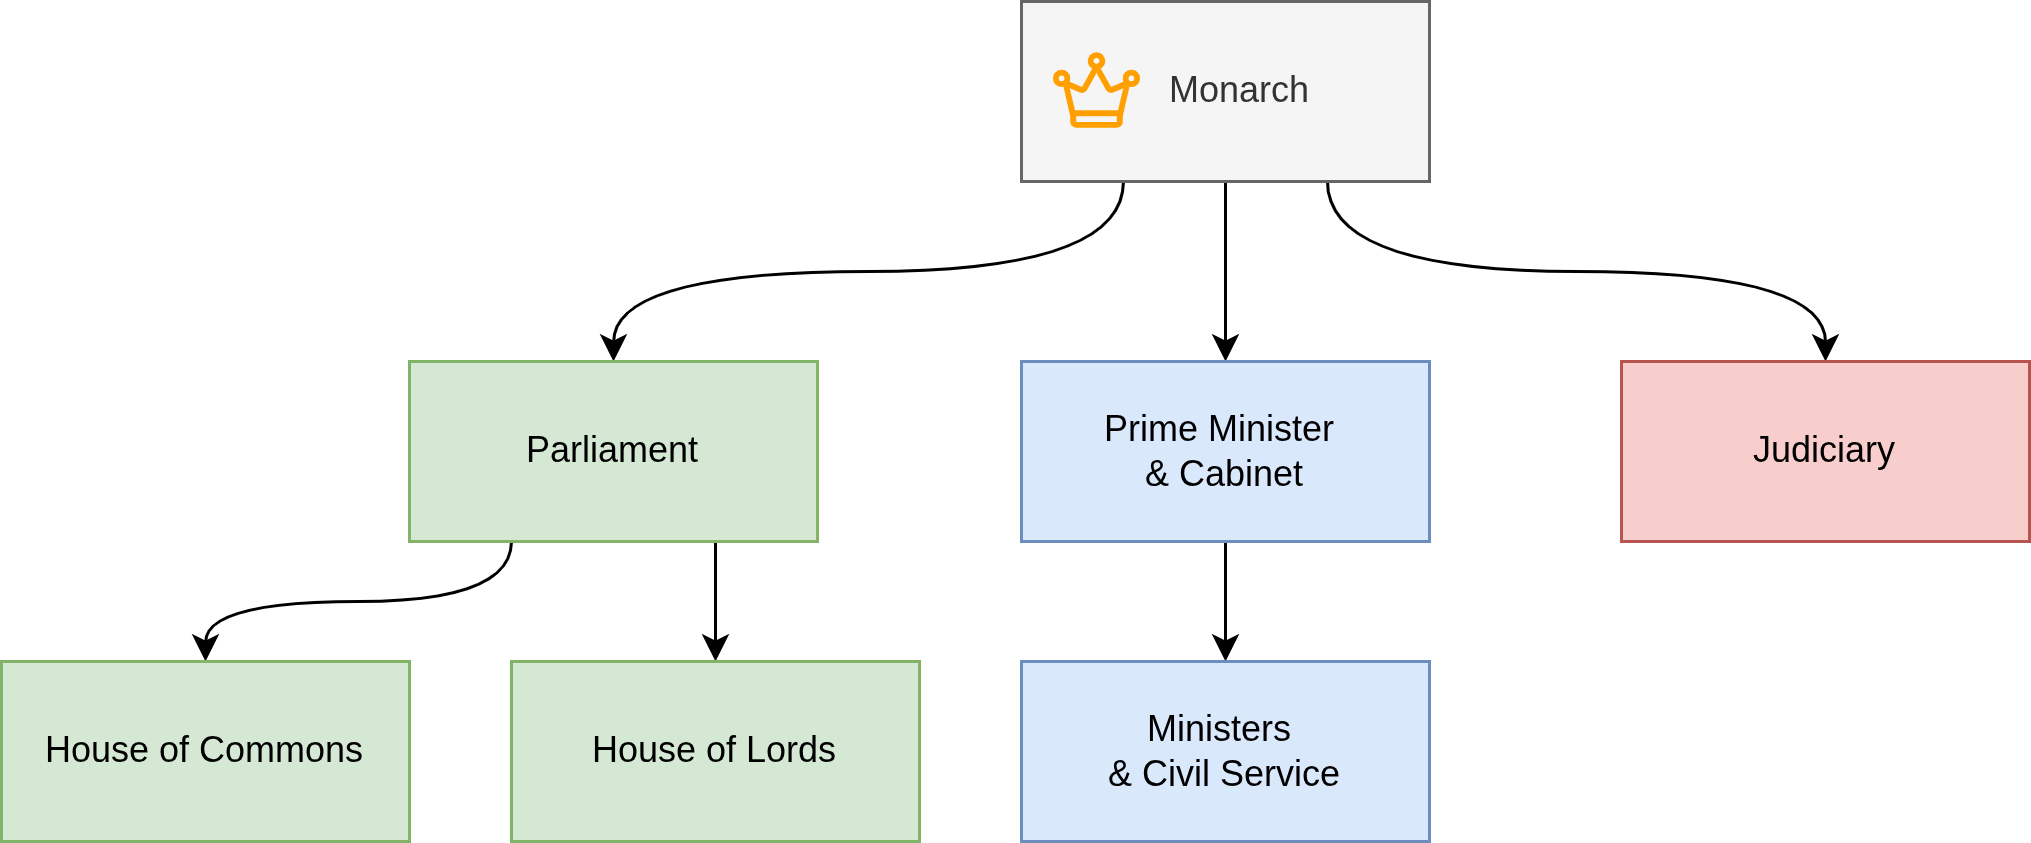 Monarch
Parliament
Prime Minister
& Cabinet
Judiciary
House of Commons
House of Lords
Ministers
& Civil Service